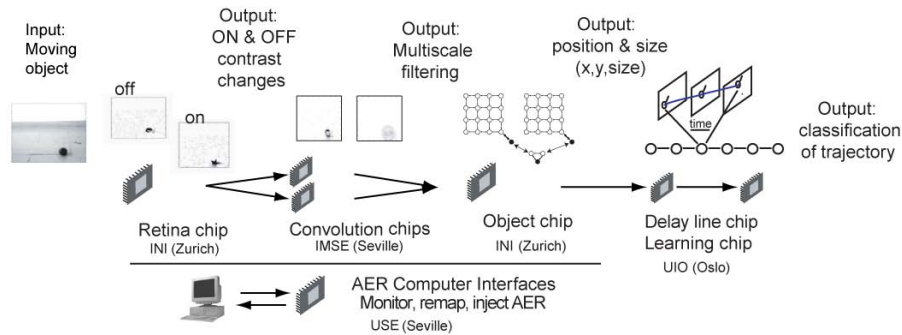 Input:
Moving
object
Output:
ON & OFF
contrast
changes
Output:
Multiscale
filtering
Output:
position & size
(x,y,size)
Output:
classification
of trajectory
off
on
time
Retina chip
INI (Zurich)
Convolution chips
IMSE (Seville)
Object chip
INI (Zurich)
Delay line chip
Learning chip
UIO (Oslo)
AER Computer Interfaces
Monitor, remap, inject AER
USE (Seville)